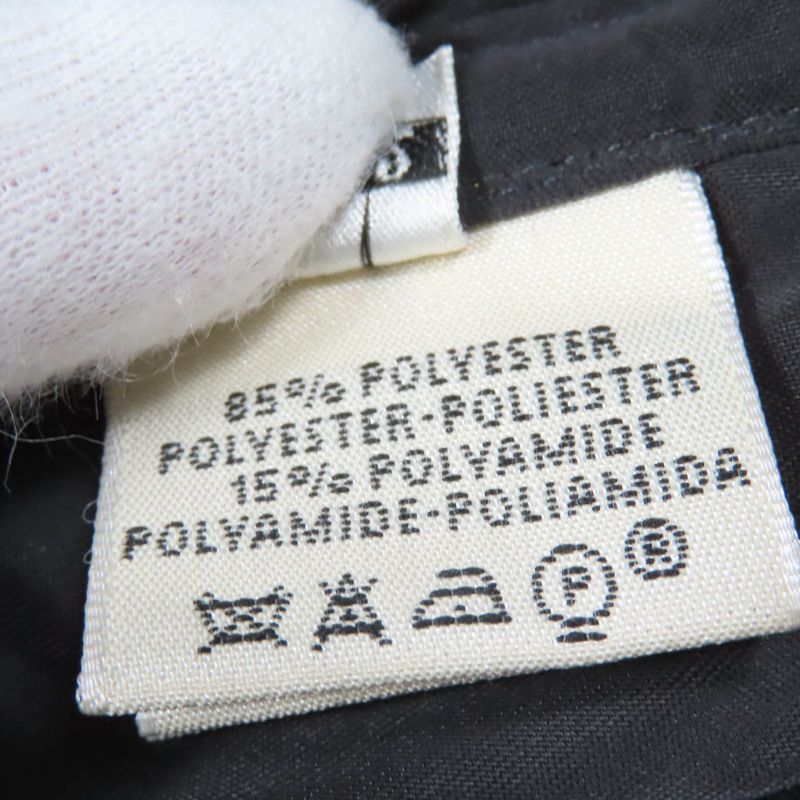 85% POLYESTER
POLYESTER-POLIESTER
15% POLYAMIDE
POLYAMIDE-POLIAMIDA
P ®